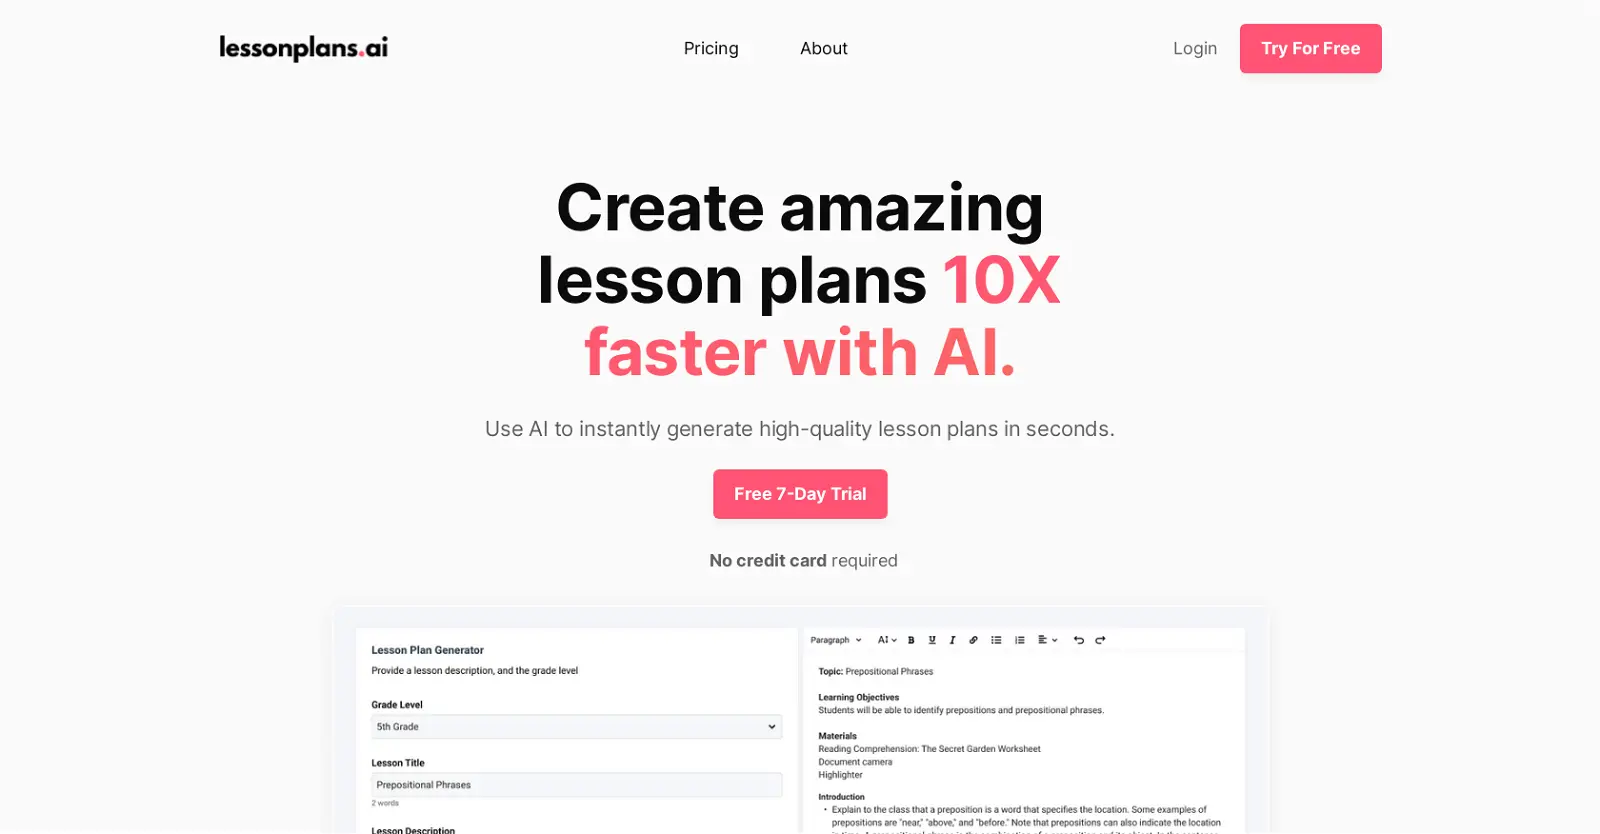 lessonplans.ai
Pricing
About
Login
Try For Free
Create amazing
lesson plans 10X
faster with AI.
Use AI to instantly generate high-quality lesson plans in seconds.
Free 7-Day Trial
No credit card required
Lesson Plan Generator
Provide a lesson description, and the grade level
Grade Level
5th Grade
Lesson Title
Prepositional Phrases
2 words
Lesson Description
Paragraph
AI
B
U
I
Topic: Prepositional Phrases
Learning Objectives
Students will be able to identify prepositions and prepositional phrases.
Materials
Reading Comprehension: The Secret Garden Worksheet
Document camera
Highlighter
Introduction
• Explain to the class that a preposition is a word that specifies the location. Some examples of
prepositions are "near," "above," and "before." Note that prepositions can also indicate the location